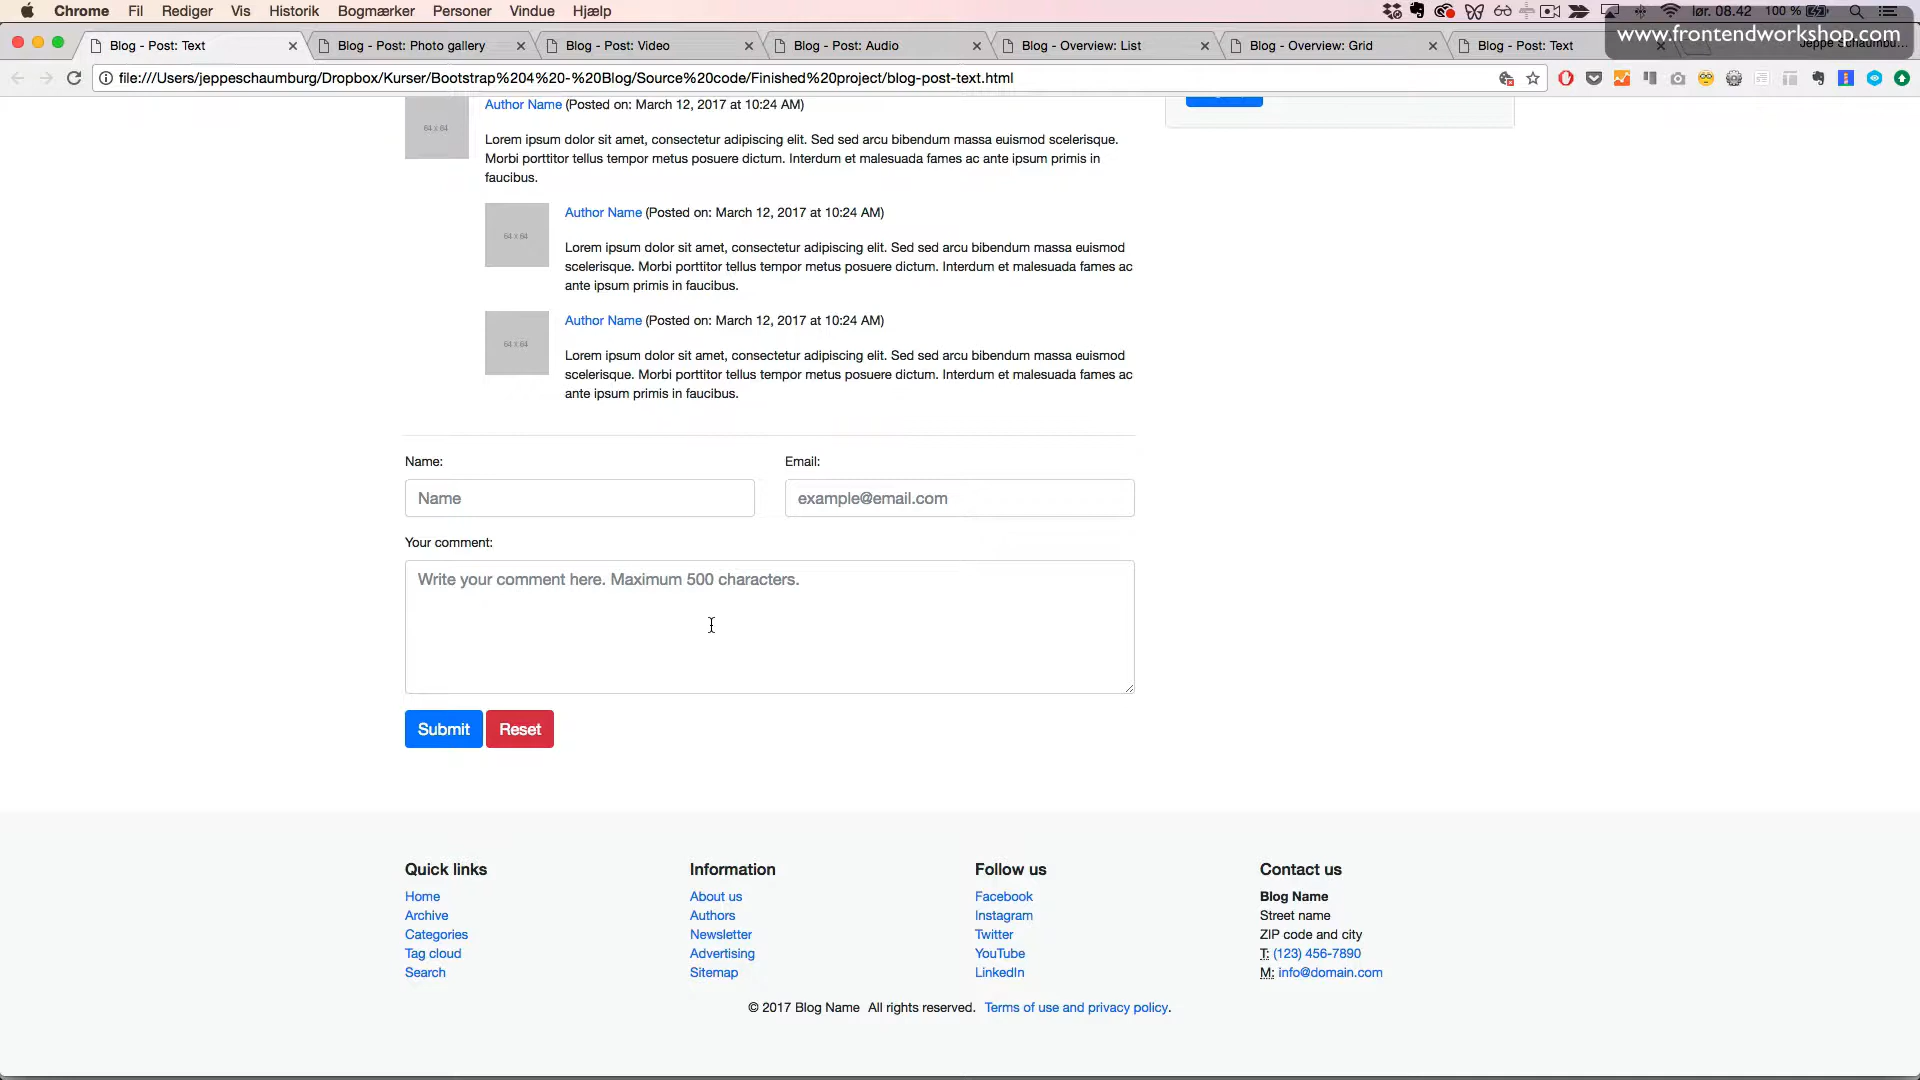 Chrome Fil Rediger Vis Historik Bogmærker Personer Vindue Hjælp lør. 08.42 100 %
www.frontendworkshop.com
Blog - Post: Text Blog - Post: Photo gallery Blog - Post: Video Blog - Post: Audio Blog - Overview: List Blog - Overview: Grid Blog - Post: Text Jeppe Schaumbu...
file:///Users/jeppeschaumburg/Dropbox/Kurser/Bootstrap%204%20-%20Blog/Source%20code/Finished%20project/blog-post-text.html
Author Name (Posted on: March 12, 2017 at 10:24 AM)
64 x 64
Lorem ipsum dolor sit amet, consectetur adipiscing elit. Sed sed arcu bibendum massa euismod scelerisque.
Morbi porttitor tellus tempor metus posuere dictum. Interdum et malesuada fames ac ante ipsum primis in
faucibus.
Author Name (Posted on: March 12, 2017 at 10:24 AM)
64 x 64
Lorem ipsum dolor sit amet, consectetur adipiscing elit. Sed sed arcu bibendum massa euismod
scelerisque. Morbi porttitor tellus tempor metus posuere dictum. Interdum et malesuada fames ac
ante ipsum primis in faucibus.
Author Name (Posted on: March 12, 2017 at 10:24 AM)
64 x 64
Lorem ipsum dolor sit amet, consectetur adipiscing elit. Sed sed arcu bibendum massa euismod
scelerisque. Morbi porttitor tellus tempor metus posuere dictum. Interdum et malesuada fames ac
ante ipsum primis in faucibus.
Name: Email:
Name example@email.com
Your comment:
Write your comment here. Maximum 500 characters.
Submit Reset
Quick links Information Follow us Contact us
Home About us Facebook Blog Name
Archive Authors Instagram Street name
Categories Newsletter Twitter ZIP code and city
Tag cloud Advertising YouTube T: (123) 456-7890
Search Sitemap LinkedIn M: info@domain.com
© 2017 Blog Name All rights reserved. Terms of use and privacy policy.